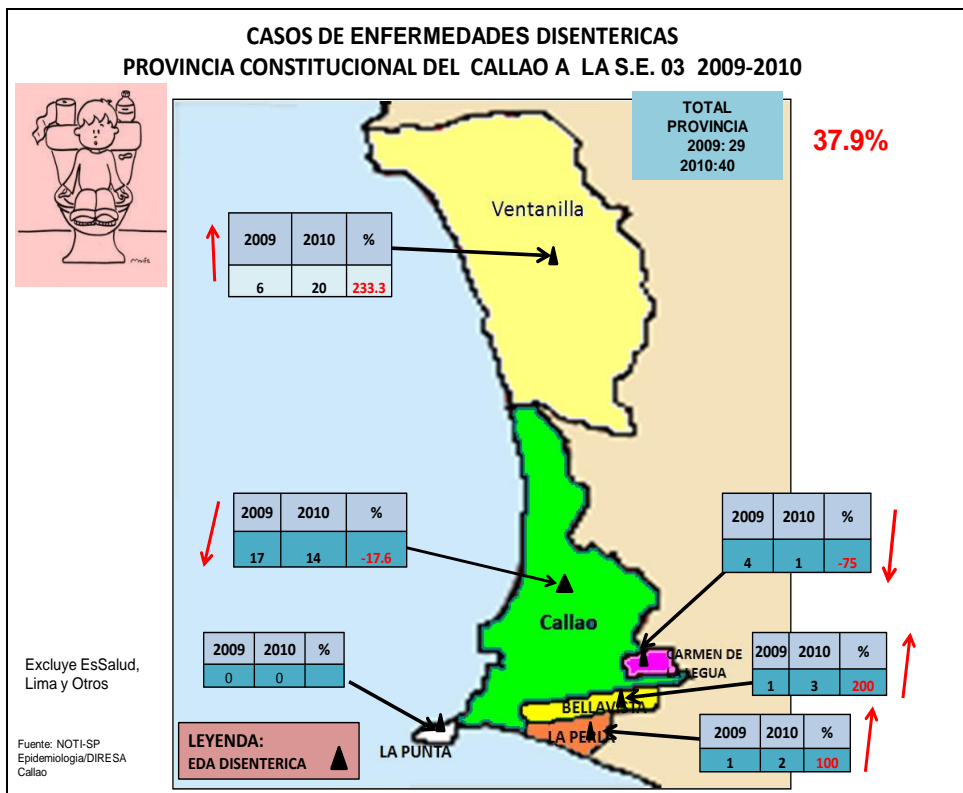 CASOS DE ENFERMEDADES DISENTERICAS
PROVINCIA CONSTITUCIONAL DEL CALLAO A LA S.E. 03 2009-2010
TOTAL
PROVINCIA
2009: 29
2010:40
37.9%
Ventanilla
2009 2010 %
6 20 233.3
2009 2010 %
17 14 -17.6
2009 2010 %
4 1 -75
Callao
CARMEN DE
LA LEGUA
2009 2010 %
0 0
2009 2010 %
1 3 200
BELLAVISTA
LA PERLA
LA PUNTA
2009 2010 %
1 2 100
Excluye EsSalud,
Lima y Otros
LEYENDA:
EDA DISENTERICA
Fuente: NOTI-SP
Epidemiologia/DIRESA
Callao